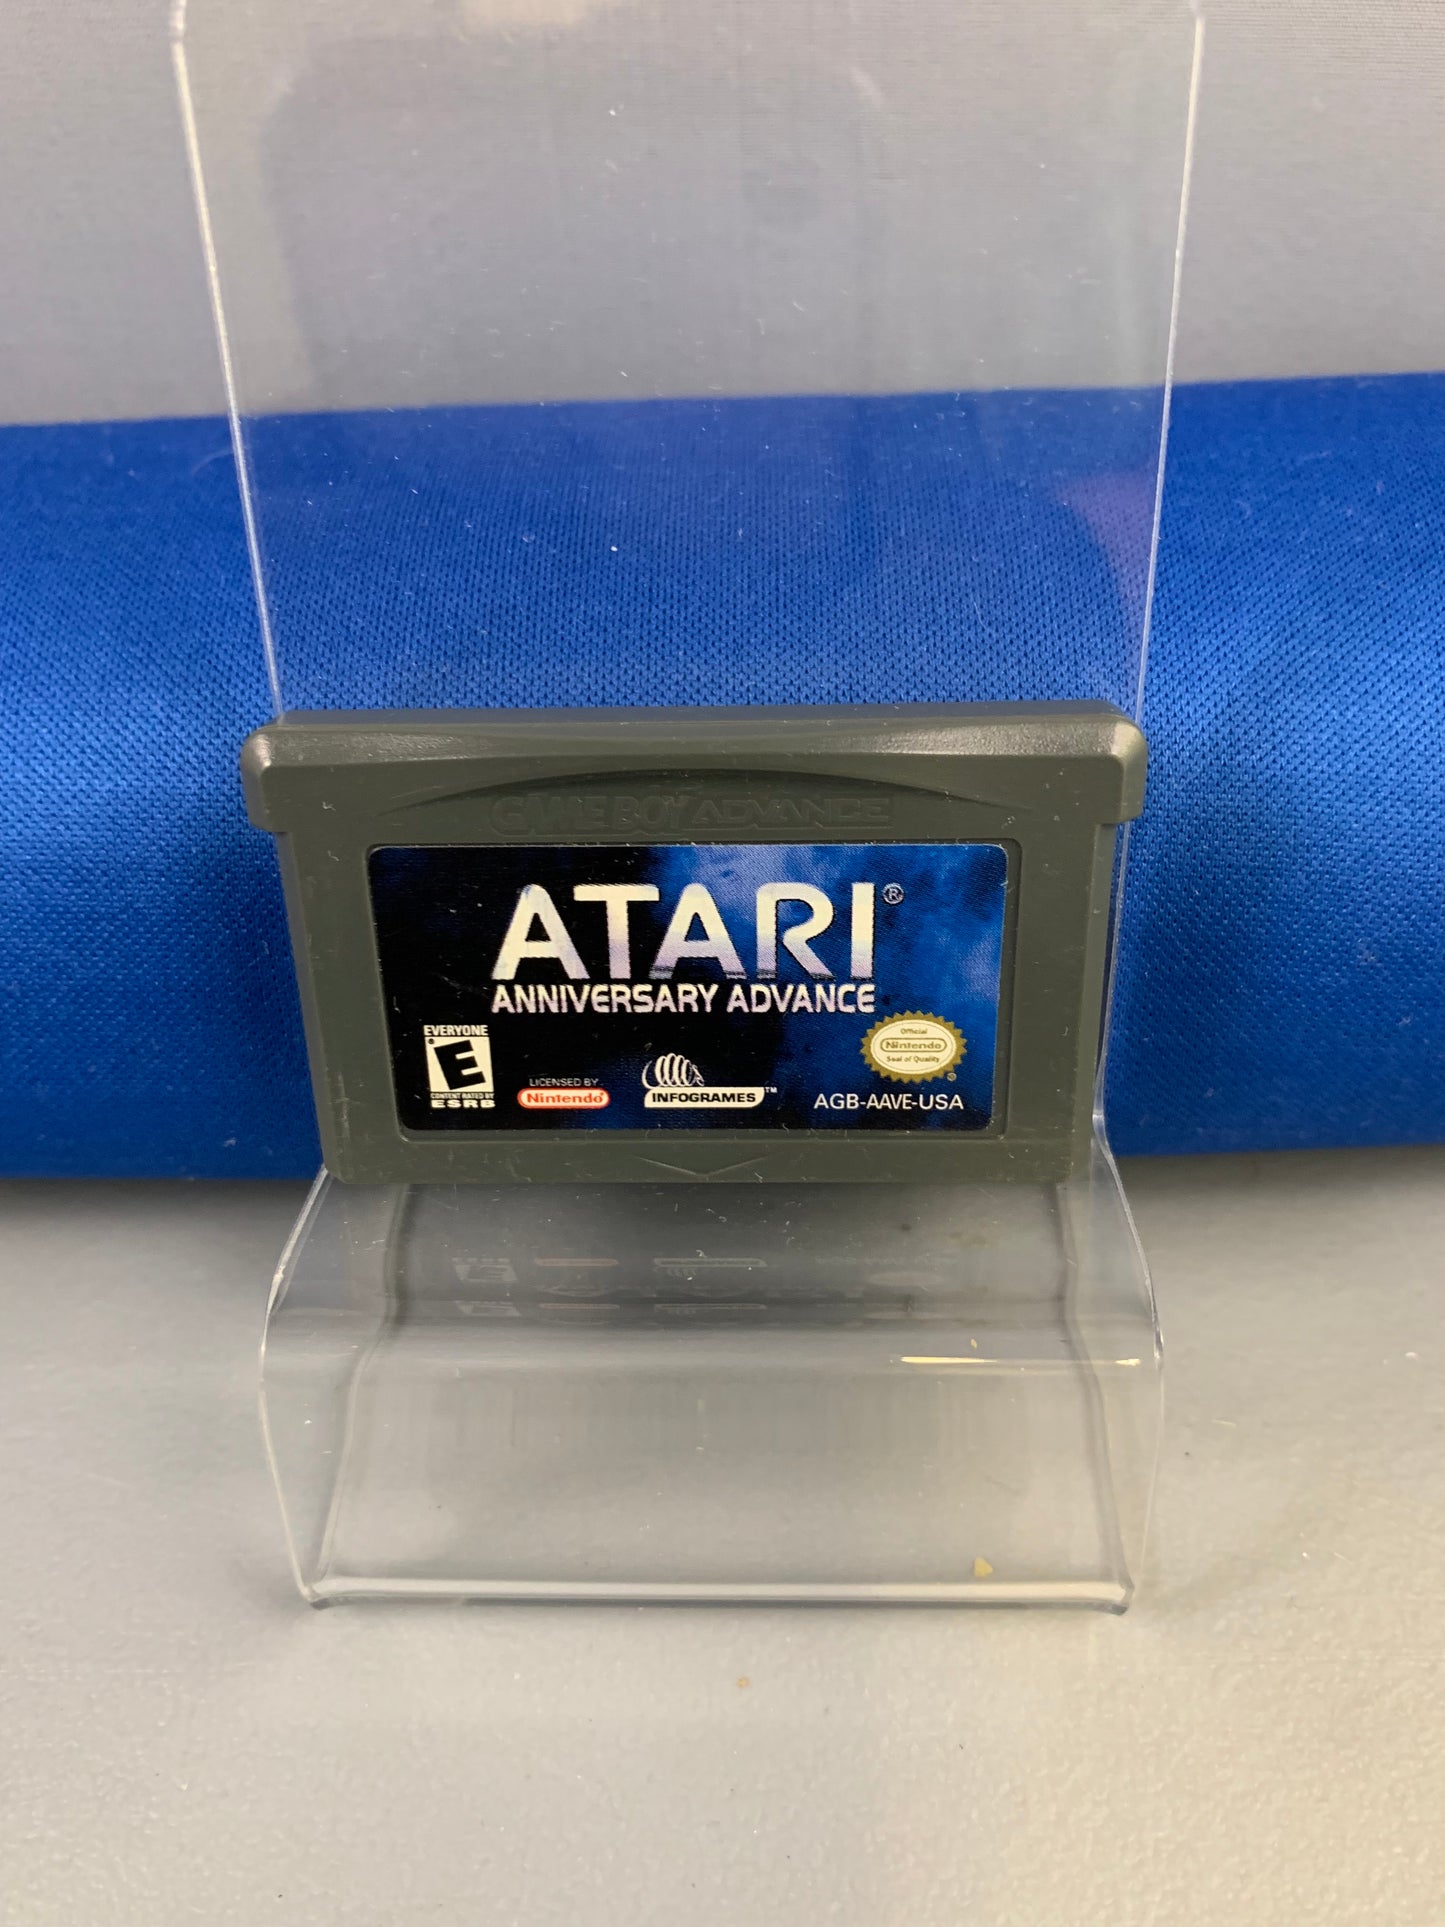 GAME BOY ADVANCE
ATARI®
ANNIVERSARY ADVANCE
EVERYONE
E
CONTENT RATED BY
ESRB
LICENSED BY
Nintendo
INFOGRAMES™
Official
Nintendo
Seal of Quality
AGB-AAVE-USA